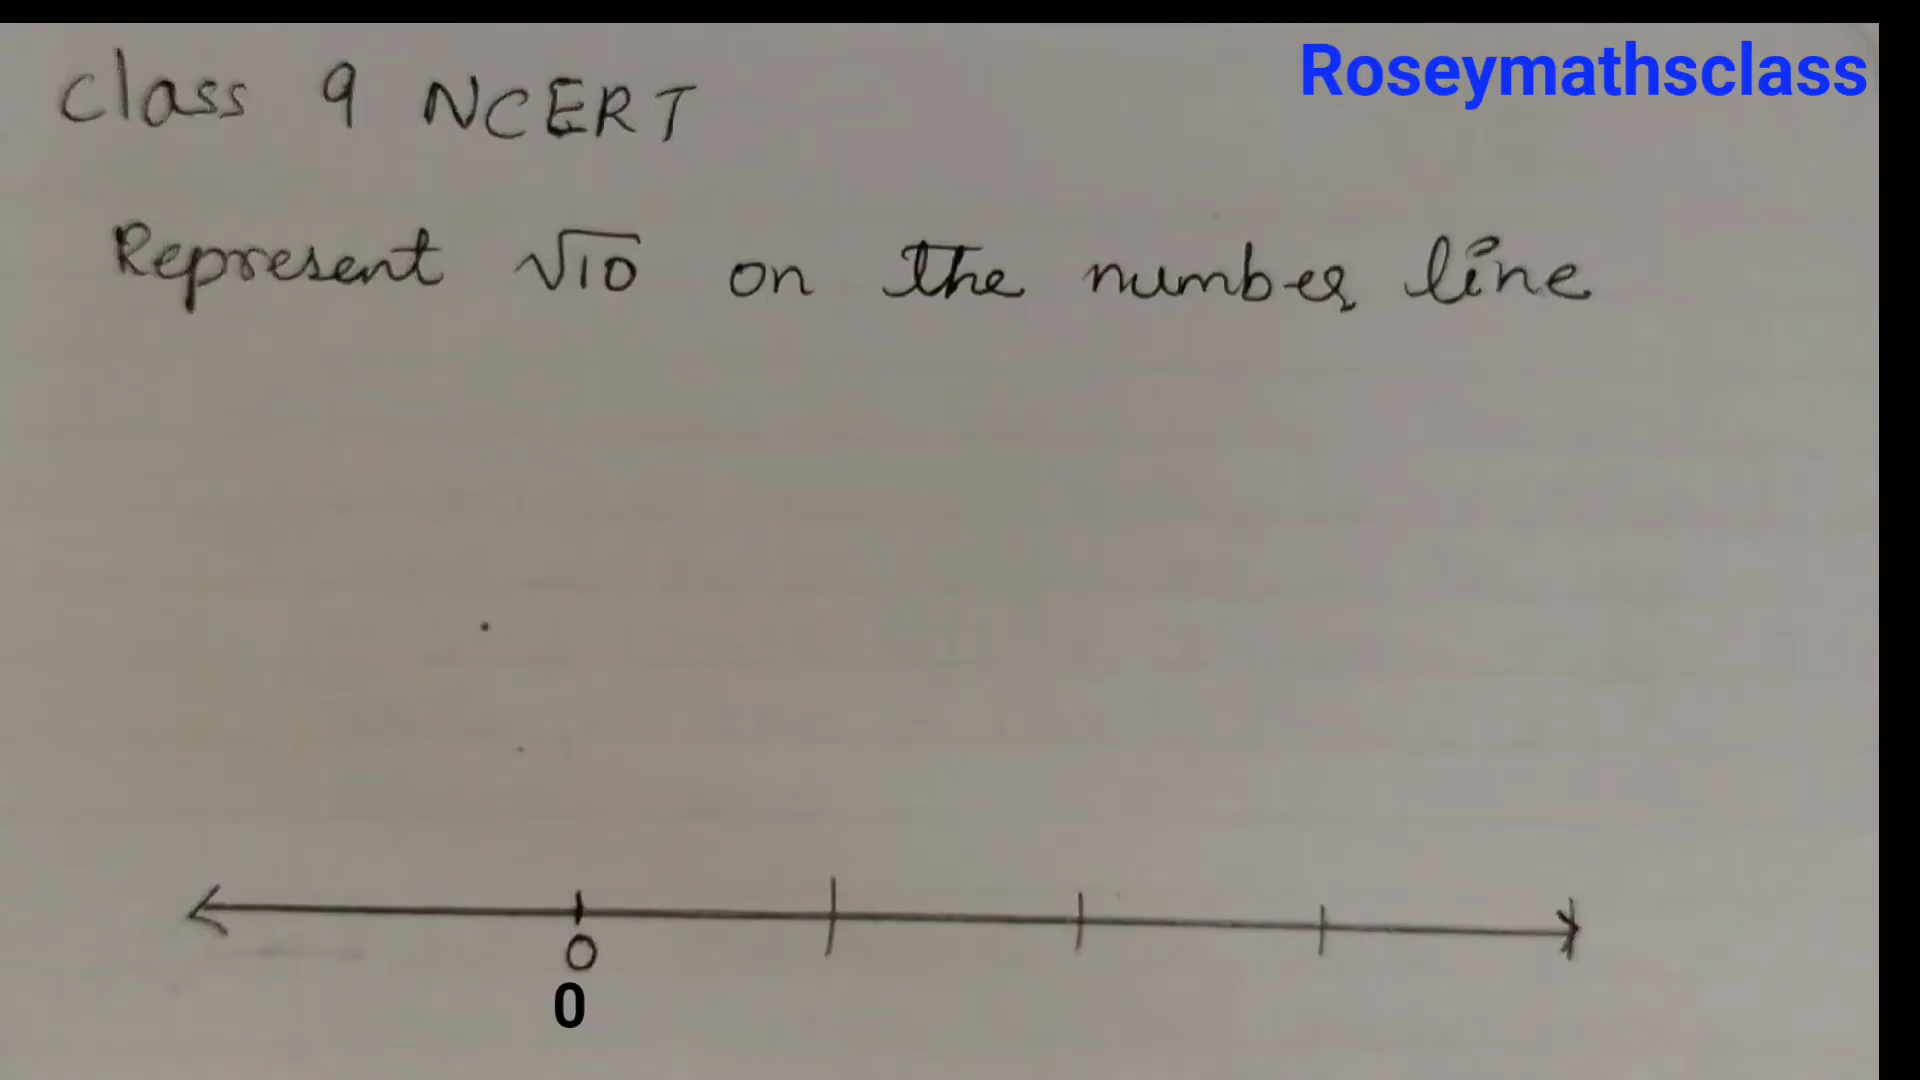 Roseymathsclass
Class 9 NCERT
Represent √10 on the number line
0
0